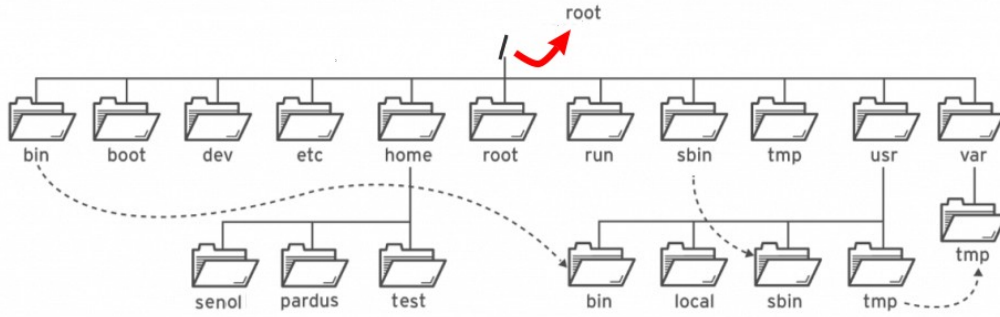 root
/
bin boot dev etc home root run sbin tmp usr var
tmp
senol pardus test bin local sbin tmp